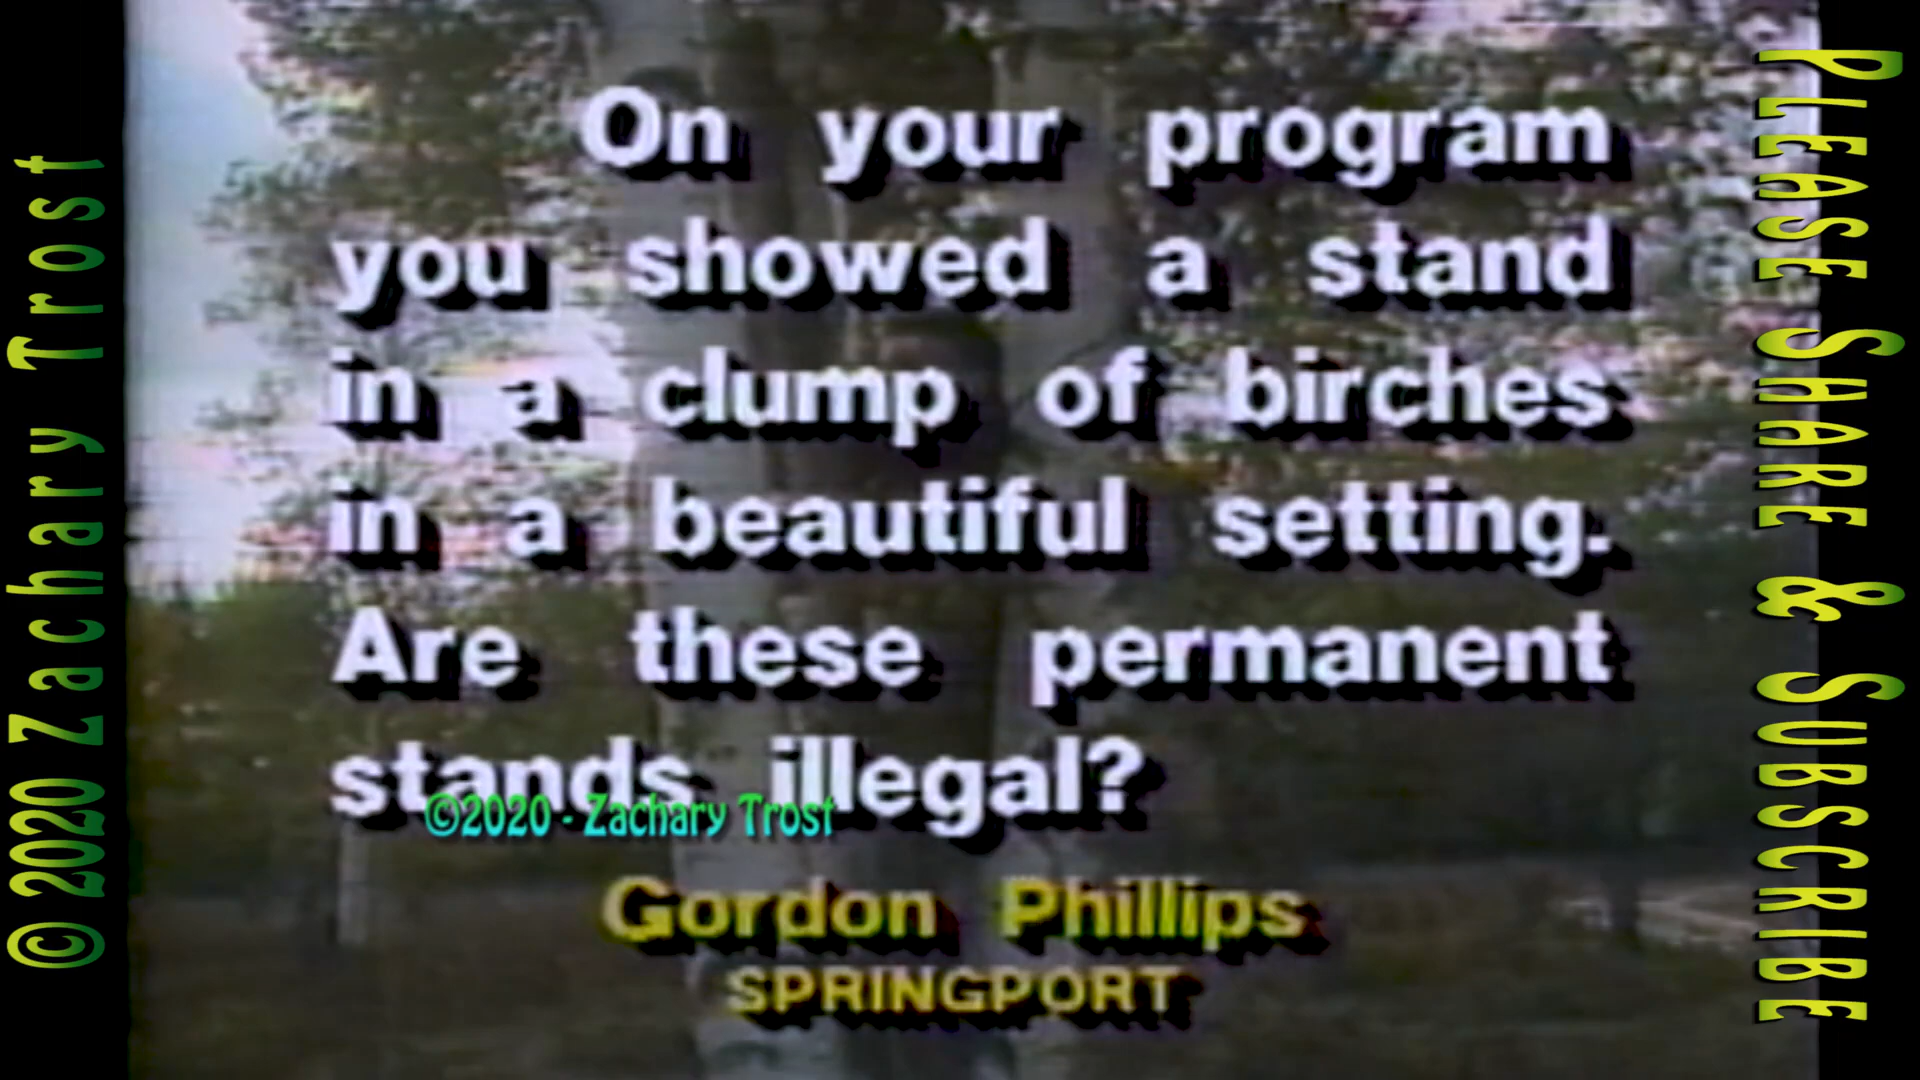 On your program
you showed a stand
in a clump of birches
in a beautiful setting.
Are these permanent
stands illegal?
©2020 - Zachary Trost
Gordon Phillips
SPRINGPORT
© 2020 Zachary Trost
PLEASE SHARE & SUBSCRIBE